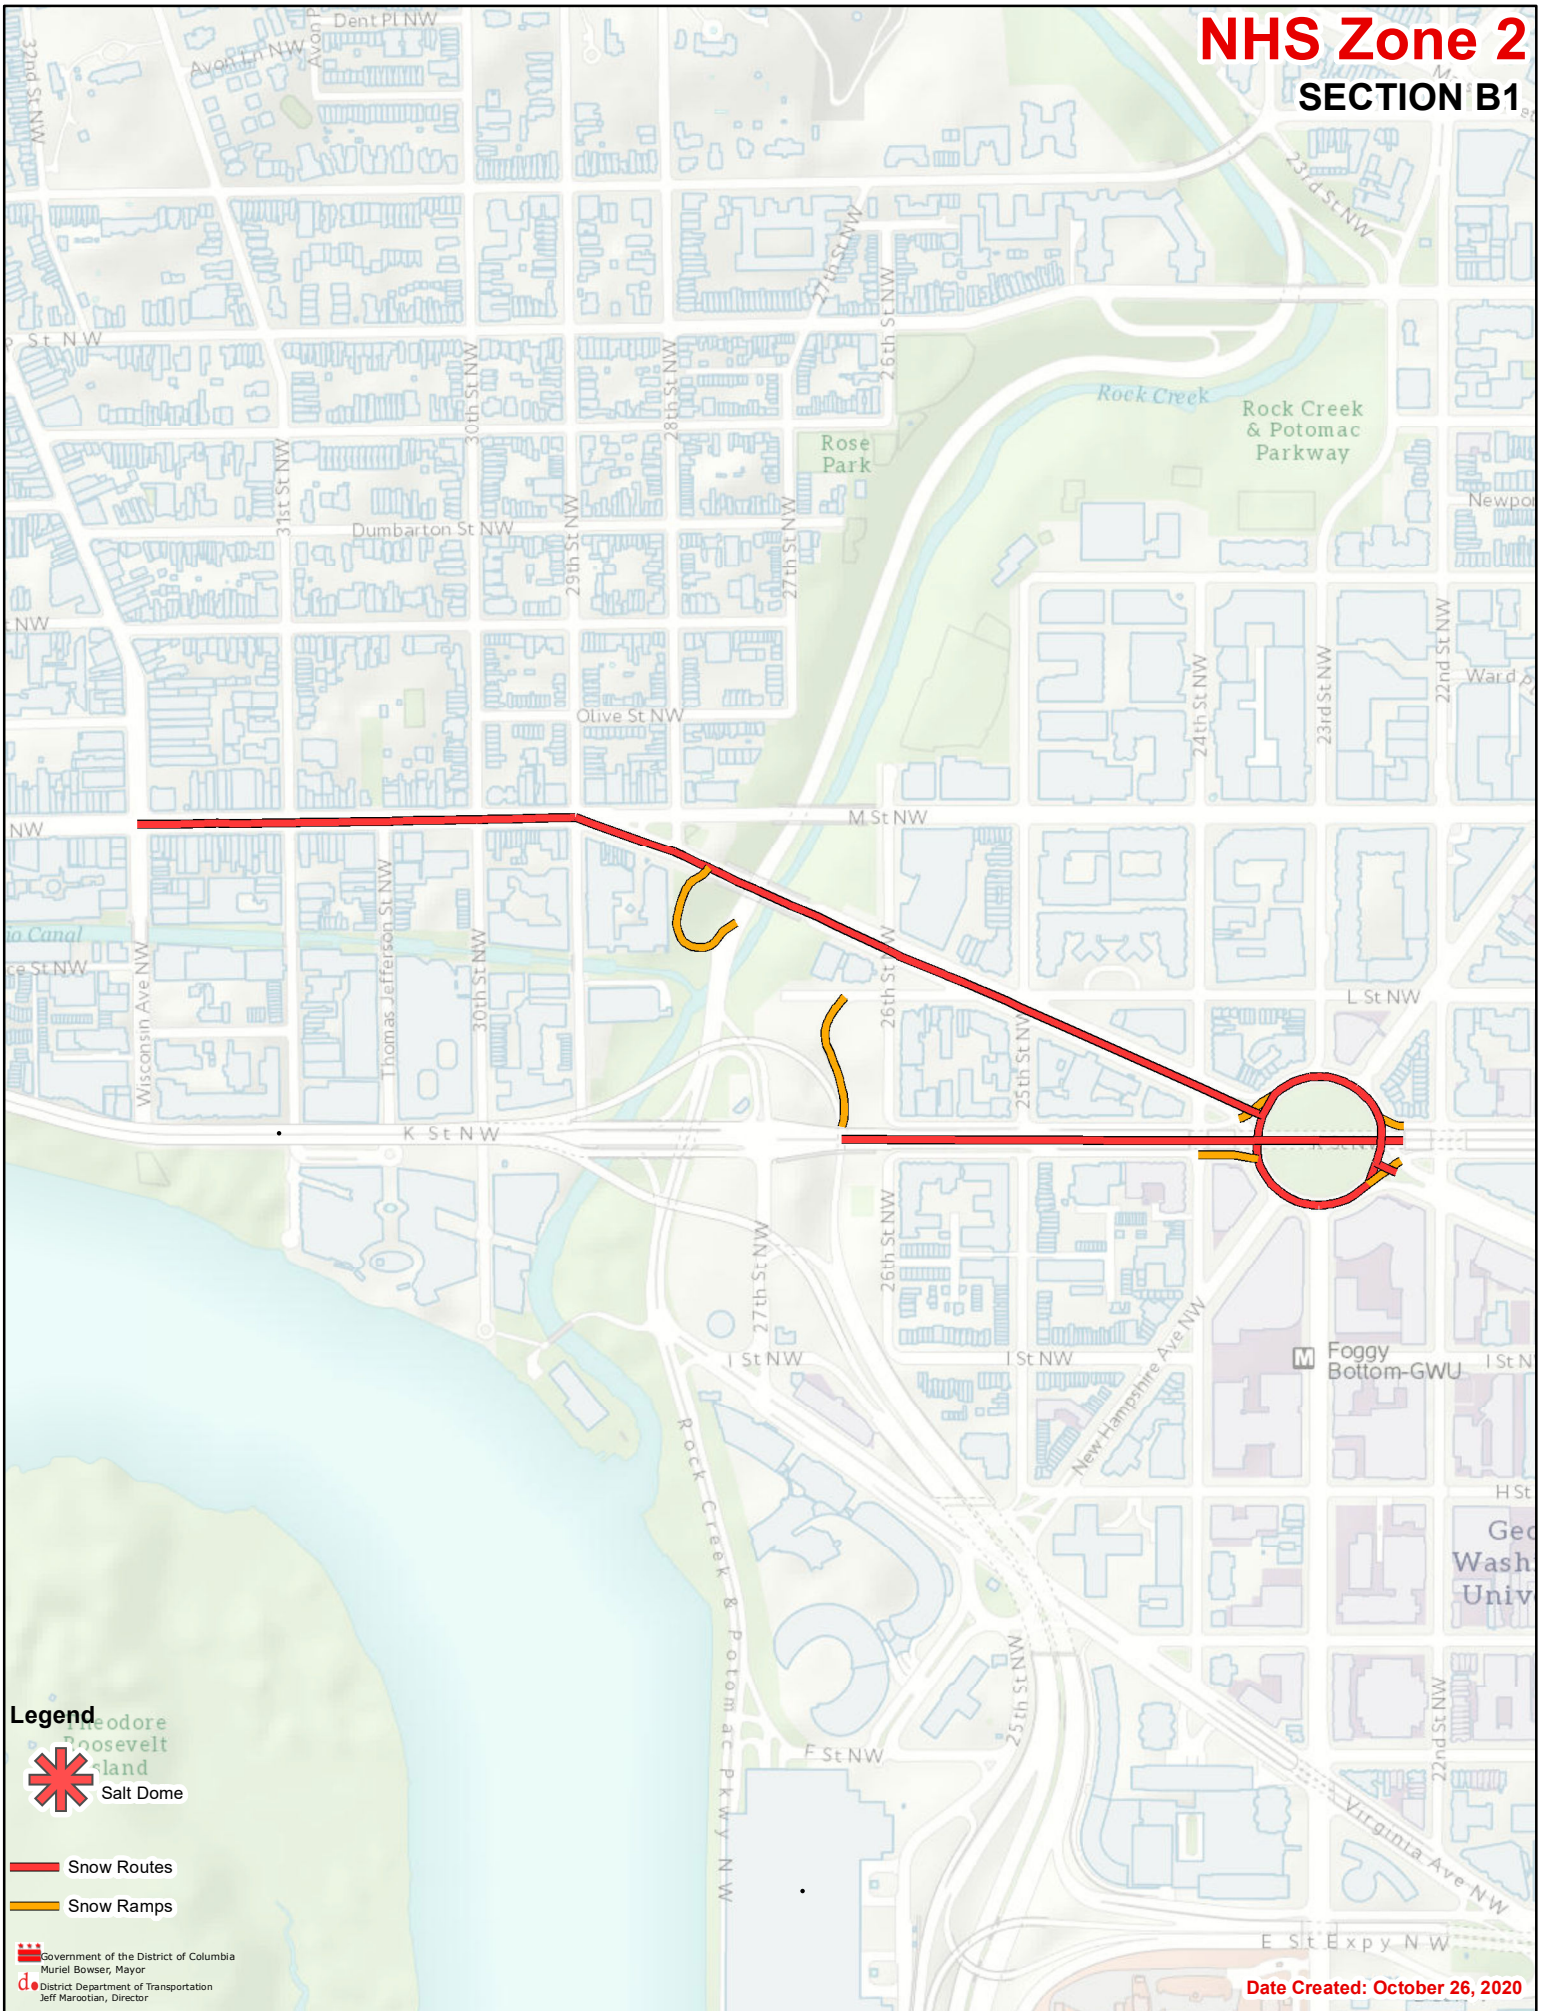 NHS Zone 2
SECTION B1
Dent Pl NW
Avon Ln NW
32nd St NW
23rd St NW
27th St NW
26th St NW
St NW
30th St NW
28th St NW
Rock Creek
Rock Creek
& Potomac
Parkway
Rose
Park
31st St NW
Dumbarton St NW
29th St NW
27th St NW
NW
24th St NW
23rd St NW
22nd St NW
Ward
Olive St NW
NW
M St NW
Canal
St NW
Wisconsin Ave NW
Thomas Jefferson St NW
30th St NW
26th St NW
25th St NW
L St NW
K St NW
K St NW
27th St NW
26th St NW
I St NW
I St NW
New Hampshire Ave NW
M
Foggy
Bottom-GWU
I St N
H St
Rock Creek & Potomac Pkwy NW
25th St NW
F St NW
22nd St NW
Virginia Ave NW
E St Expy NW
Legend
Theodore
Roosevelt
Island
Salt Dome
Snow Routes
Snow Ramps
Government of the District of Columbia
Muriel Bowser, Mayor
d.
District Department of Transportation
Jeff Marootian, Director
Date Created: October 26, 2020